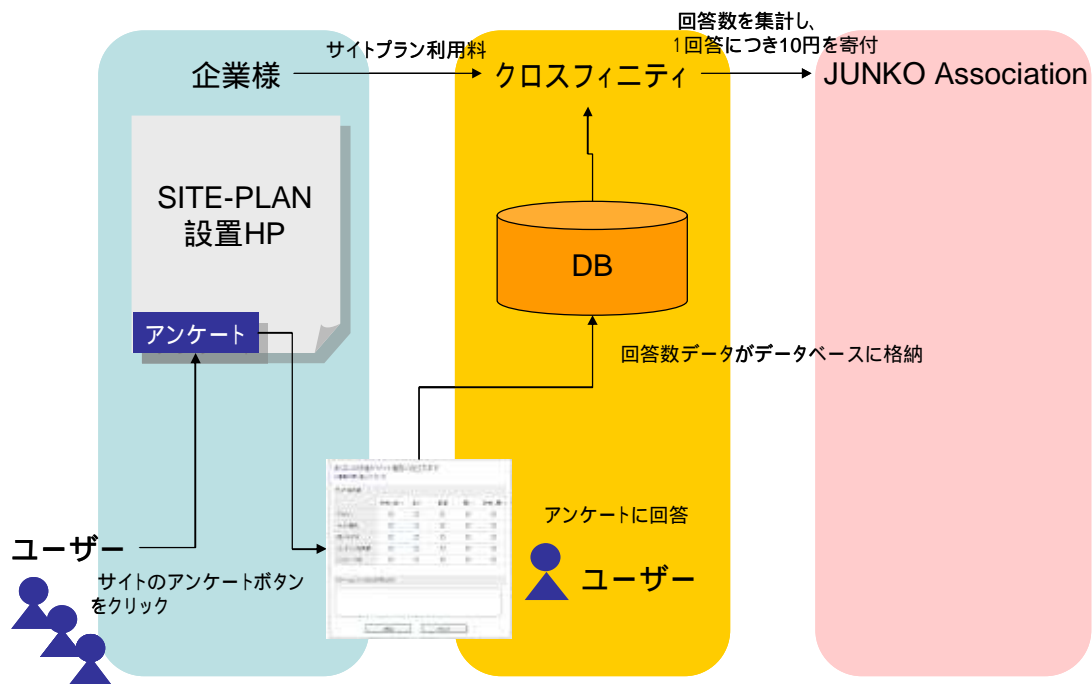 回答数を集計し、
1回答につき10円を寄付
サイトプラン利用料
企業様
クロスフィニティ
JUNKO Association
SITE-PLAN
設置HP
DB
アンケート
回答数データがデータベースに格納
アンケートに回答
ユーザー
ユーザー
サイトのアンケートボタン
をクリック